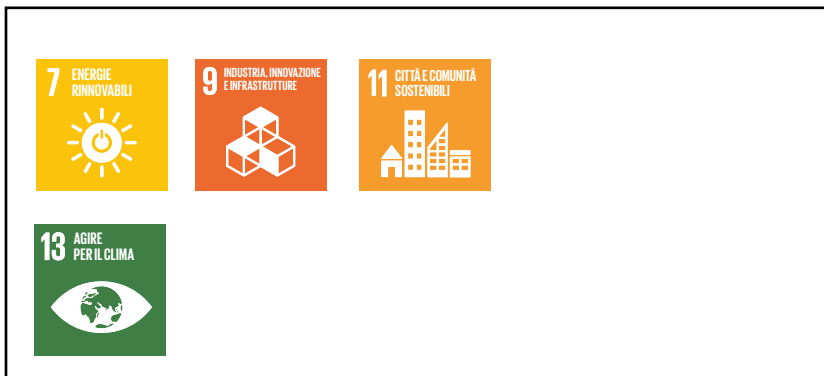 7 ENERGIE
RINNOVABILI
9 INDUSTRIA, INNOVAZIONE
E INFRASTRUTTURE
11 CITTÀ E COMUNITÀ
SOSTENIBILI
13 AGIRE
PER IL CLIMA